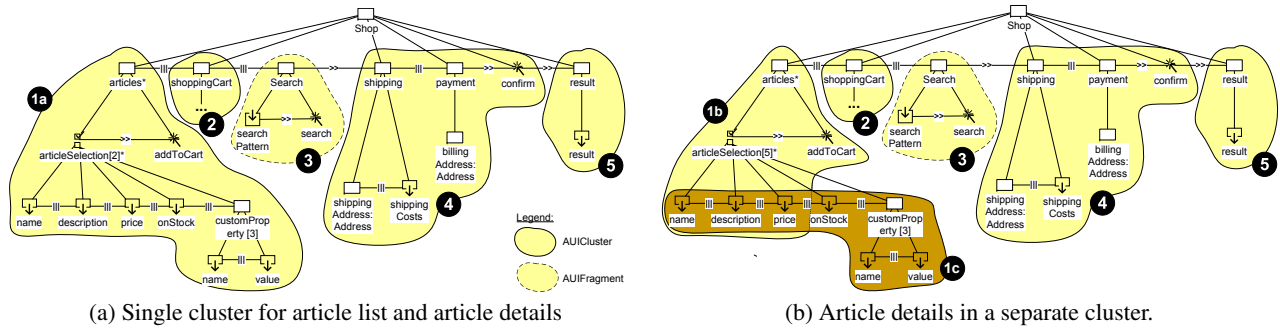 Shop
articles*
|||
shoppingCart
|||
Search
>>
shipping
|||
payment
>>
confirm
>>
result
...
1a
2
search
Pattern
>>
search
3
>>
articleSelection[2]*
addToCart
billing
Address:
Address
result
5
shipping
Address:
Address
|||
shipping
Costs
4
name
|||
description
|||
price
|||
onStock
|||
customProp
erty [3]
name
|||
value
Legend:
AUICluster
AUIFragment
(a) Single cluster for article list and article details
Shop
articles*
|||
shoppingCart
|||
Search
>>
shipping
|||
payment
>>
confirm
>>
result
...
1b
2
search
Pattern
>>
search
3
>>
articleSelection[5]*
addToCart
billing
Address:
Address
result
5
shipping
Address:
Address
|||
shipping
Costs
4
name
|||
description
|||
price
|||
onStock
|||
customProp
erty [3]
name
|||
value
1c
(b) Article details in a separate cluster.